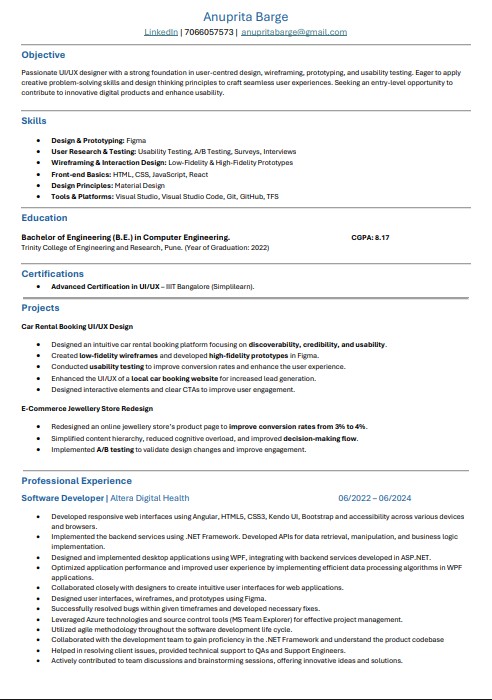 Anuprita Barge
LinkedIn | 7066057573 | anupritabarge@gmail.com
Objective
Passionate UI/UX designer with a strong foundation in user-centred design, wireframing, prototyping, and usability testing. Eager to apply
creative problem-solving skills and design thinking principles to craft seamless user experiences. Seeking an entry-level opportunity to
contribute to innovative digital products and enhance usability.
Skills
• Design & Prototyping: Figma
• User Research & Testing: Usability Testing, A/B Testing, Surveys, Interviews
• Wireframing & Interaction Design: Low-Fidelity & High-Fidelity Prototypes
• Front-end Basics: HTML, CSS, JavaScript, React
• Design Principles: Material Design
• Tools & Platforms: Visual Studio, Visual Studio Code, Git, GitHub, TFS
Education
Bachelor of Engineering (B.E.) in Computer Engineering. CGPA: 8.17
Trinity College of Engineering and Research, Pune. (Year of Graduation: 2022)
Certifications
• Advanced Certification in UI/UX – IIIT Bangalore (Simplilearn).
Projects
Car Rental Booking UI/UX Design
• Designed an intuitive car rental booking platform focusing on discoverability, credibility, and usability.
• Created low-fidelity wireframes and developed high-fidelity prototypes in Figma.
• Conducted usability testing to improve conversion rates and enhance the user experience.
• Enhanced the UI/UX of a local car booking website for increased lead generation.
• Designed interactive elements and clear CTAs to improve user engagement.
E-Commerce Jewellery Store Redesign
• Redesigned an online jewellery store's product page to improve conversion rates from 3% to 4%.
• Simplified content hierarchy, reduced cognitive overload, and improved decision-making flow.
• Implemented A/B testing to validate design changes and improve engagement.
Professional Experience
Software Developer | Altera Digital Health 06/2022 – 06/2024
• Developed responsive web interfaces using Angular, HTML5, CSS3, Kendo UI, Bootstrap and accessibility across various devices
and browsers.
• Implemented the backend services using .NET Framework. Developed APIs for data retrieval, manipulation, and business logic
implementation.
• Designed and implemented desktop applications using WPF, integrating with backend services developed in ASP.NET.
• Optimized application performance and improved user experience by implementing efficient data processing algorithms in WPF
applications.
• Collaborated closely with designers to create intuitive user interfaces for web applications.
• Designed user interfaces, wireframes, and prototypes using Figma.
• Successfully resolved bugs within given timeframes and developed necessary fixes.
• Leveraged Azure technologies and source control tools (MS Team Explorer) for effective project management.
• Utilized agile methodology throughout the software development life cycle.
• Collaborated with the development team to gain proficiency in the .NET Framework and understand the product codebase
• Helped in resolving client issues, provided technical support to QAs and Support Engineers.
• Actively contributed to team discussions and brainstorming sessions, offering innovative ideas and solutions.